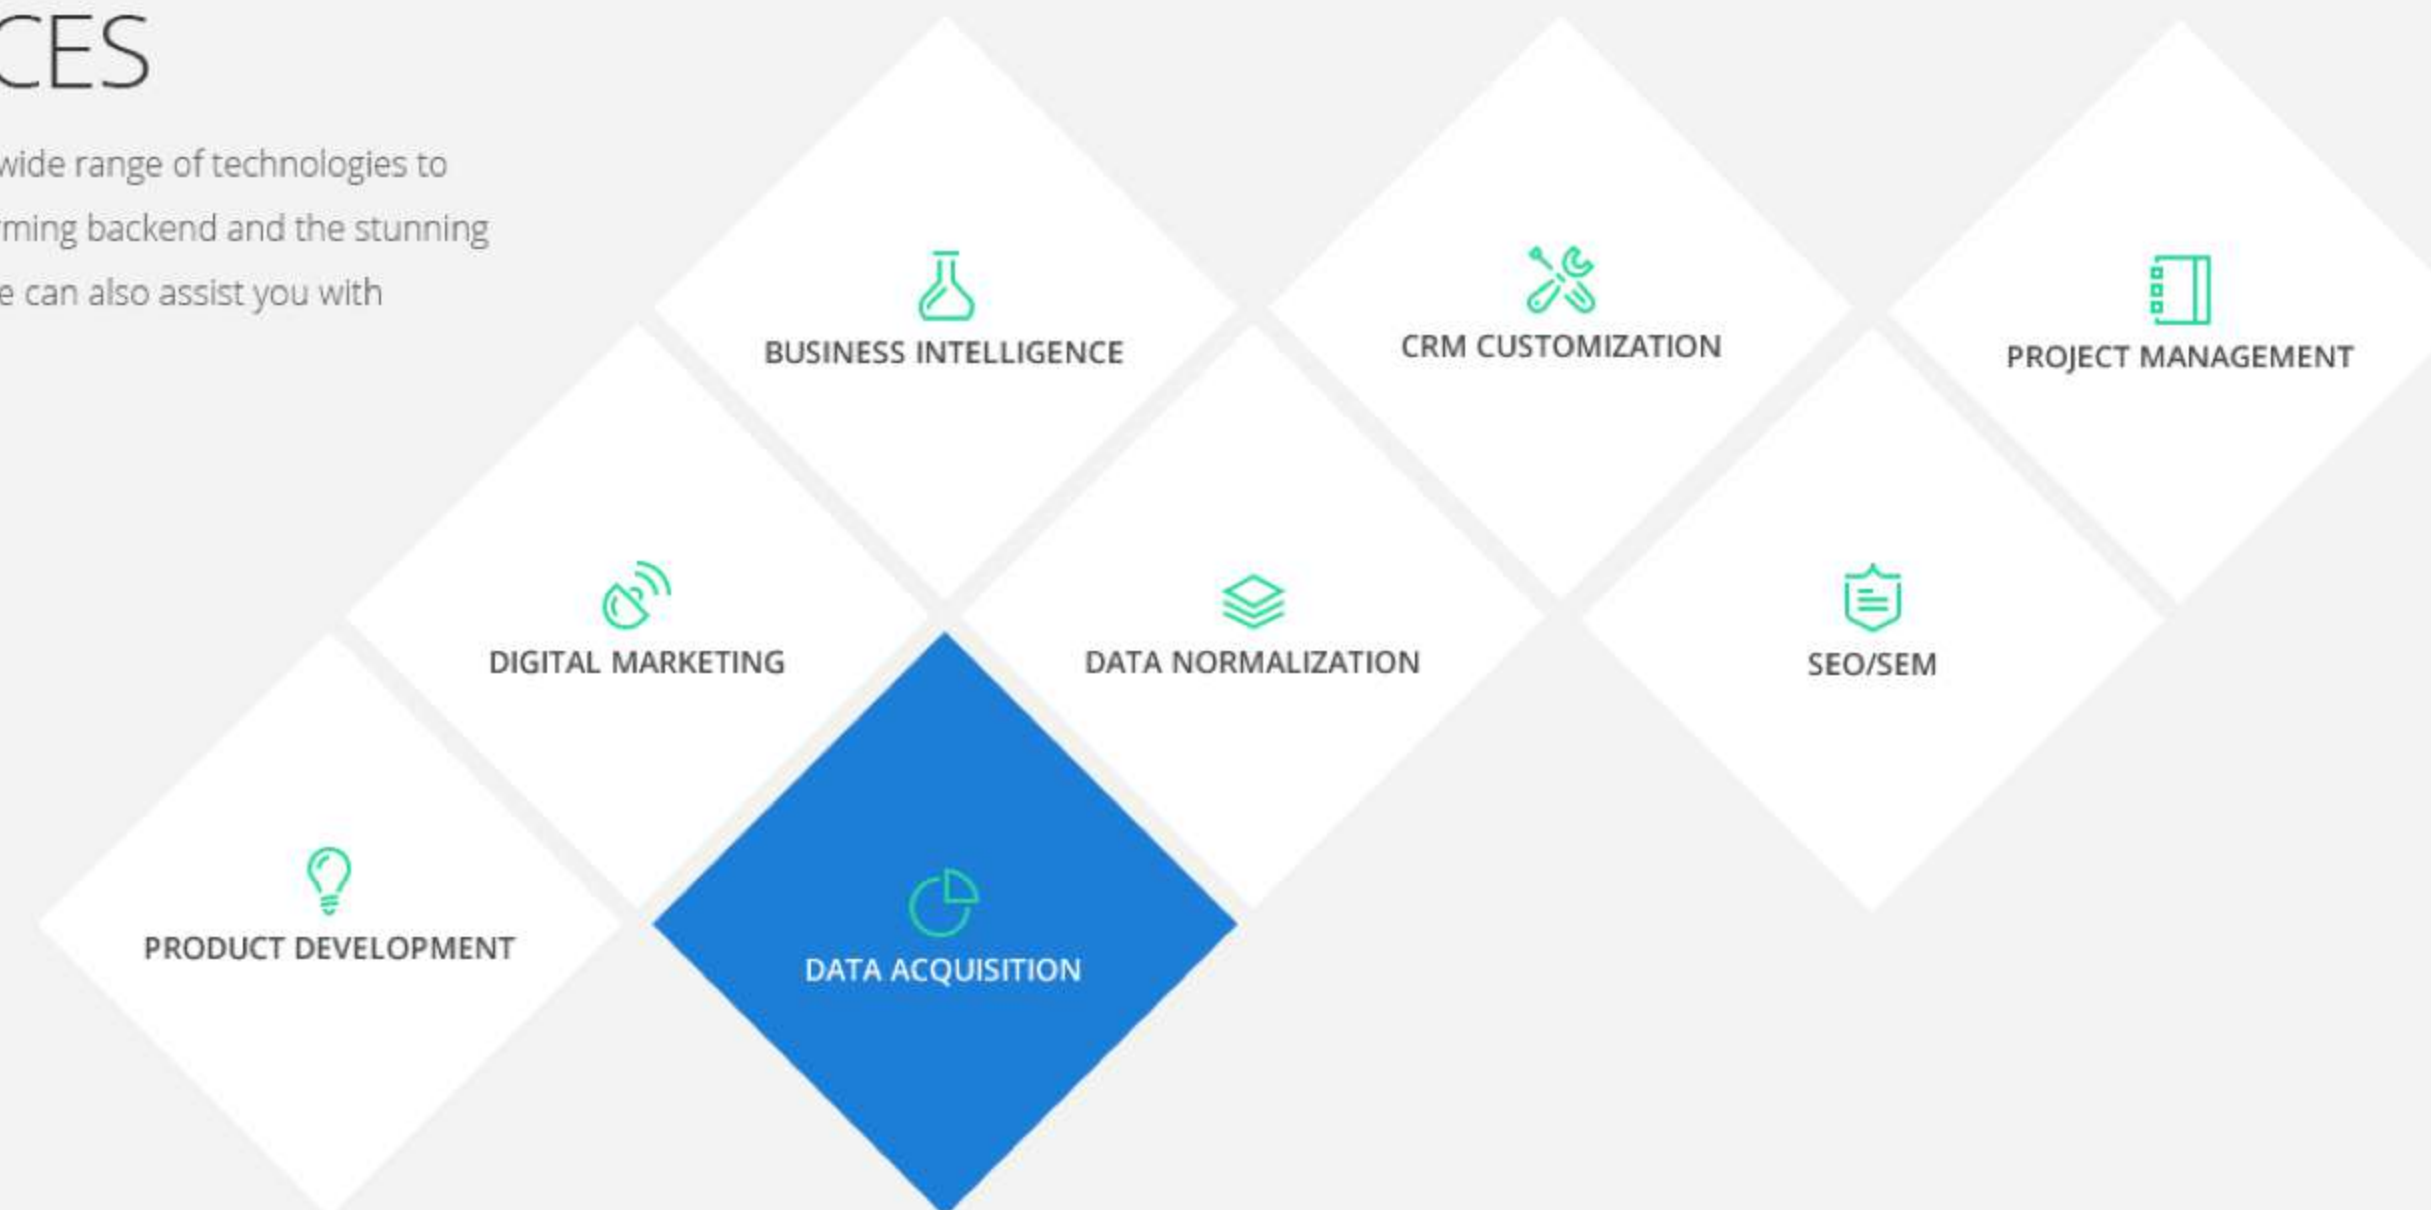 CES
wide range of technologies to
rming backend and the stunning
e can also assist you with
BUSINESS INTELLIGENCE
CRM CUSTOMIZATION
PROJECT MANAGEMENT
DIGITAL MARKETING
DATA NORMALIZATION
SEO/SEM
PRODUCT DEVELOPMENT
DATA ACQUISITION